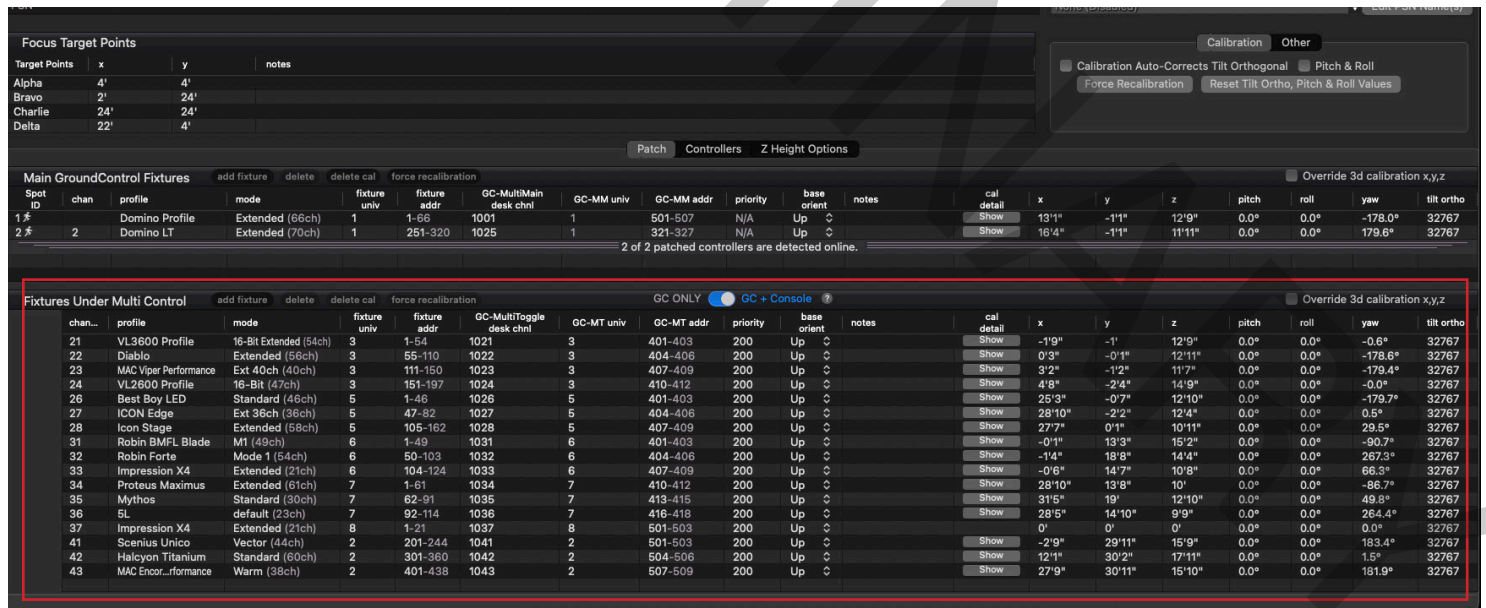 Focus Target Points
Calibration Other
Target Points x y notes
Calibration Auto-Corrects Tilt Orthogonal Pitch & Roll
Alpha 4' 4'
Force Recalibration Reset Tilt Ortho, Pitch & Roll Values
Bravo 2' 24'
Charlie 24' 24'
Delta 22' 4'
Patch Controllers Z Height Options
Main GroundControl Fixtures add fixture delete delete cal force recalibration Override 3d calibration x,y,z
Spot ID chan profile mode fixture univ fixture addr GC-MultiMain desk chnl GC-MM univ GC-MM addr priority base orient notes cal detail x y z pitch roll yaw tilt ortho
1 Domino Profile Extended (66ch) 1 1-66 1001 1 501-507 N/A Up Show 13'1" -1'1" 12'9" 0.0° 0.0° -178.0° 32767
2 2 Domino LT Extended (70ch) 1 251-320 1025 1 321-327 N/A Up Show 16'4" -1'1" 11'11" 0.0° 0.0° 179.6° 32767
2 of 2 patched controllers are detected online.
Fixtures Under Multi Control add fixture delete delete cal force recalibration GC ONLY GC + Console ? Override 3d calibration x,y,z
chan... profile mode fixture univ fixture addr GC-MultiToggle desk chnl GC-MT univ GC-MT addr priority base orient notes cal detail x y z pitch roll yaw tilt ortho
21 VL3600 Profile 16-Bit Extended (54ch) 3 1-54 1021 3 401-403 200 Up Show -1'9" -1' 12'9" 0.0° 0.0° -0.6° 32767
22 Diablo Extended (56ch) 3 55-110 1022 3 404-406 200 Up Show 0'3" -0'1" 12'11" 0.0° 0.0° -178.6° 32767
23 MAC Viper Performance Ext 40ch (40ch) 3 111-150 1023 3 407-409 200 Up Show 3'2" -1'2" 11'7" 0.0° 0.0° -179.4° 32767
24 VL2600 Profile 16-Bit (47ch) 3 151-197 1024 3 410-412 200 Up Show 4'8" -2'4" 14'9" 0.0° 0.0° -0.0° 32767
26 Best Boy LED Standard (46ch) 5 1-46 1026 5 401-403 200 Up Show 25'3" -0'7" 12'10" 0.0° 0.0° -179.7° 32767
27 ICON Edge Ext 36ch (36ch) 5 47-82 1027 5 404-406 200 Up Show 28'10" -2'2" 12'4" 0.0° 0.0° 0.5° 32767
28 Icon Stage Extended (58ch) 5 105-162 1028 5 407-409 200 Up Show 27'7" 0'1" 10'11" 0.0° 0.0° 29.5° 32767
31 Robin BMFL Blade M1 (49ch) 6 1-49 1031 6 401-403 200 Up Show -0'1" 13'3" 15'2" 0.0° 0.0° -90.7° 32767
32 Robin Forte Mode 1 (54ch) 6 50-103 1032 6 404-406 200 Up Show -1'4" 18'8" 14'4" 0.0° 0.0° 267.3° 32767
33 Impression X4 Extended (21ch) 6 104-124 1033 6 407-409 200 Up Show -0'6" 14'7" 10'8" 0.0° 0.0° 66.3° 32767
34 Proteus Maximus Extended (61ch) 7 1-61 1034 7 410-412 200 Up Show 28'10" 13'8" 10' 0.0° 0.0° -86.7° 32767
35 Mythos Standard (30ch) 7 62-91 1035 7 413-415 200 Up Show 31'5" 19' 12'10" 0.0° 0.0° 49.8° 32767
36 5L default (23ch) 7 92-114 1036 7 416-418 200 Up Show 28'5" 14'10" 9'9" 0.0° 0.0° 264.4° 32767
37 Impression X4 Extended (21ch) 8 1-21 1037 8 501-503 200 Up 0' 0' 0' 0.0° 0.0° 0.0° 32767
41 Scenius Unico Vector (44ch) 2 201-244 1041 2 501-503 200 Up Show -2'9" 29'11" 15'9" 0.0° 0.0° 183.4° 32767
42 Halcyon Titanium Standard (60ch) 2 301-360 1042 2 504-506 200 Up Show 12'1" 30'2" 17'11" 0.0° 0.0° 1.5° 32767
43 MAC Encor...rformance Warm (38ch) 2 401-438 1043 2 507-509 200 Up Show 27'9" 30'11" 15'10" 0.0° 0.0° 181.9° 32767